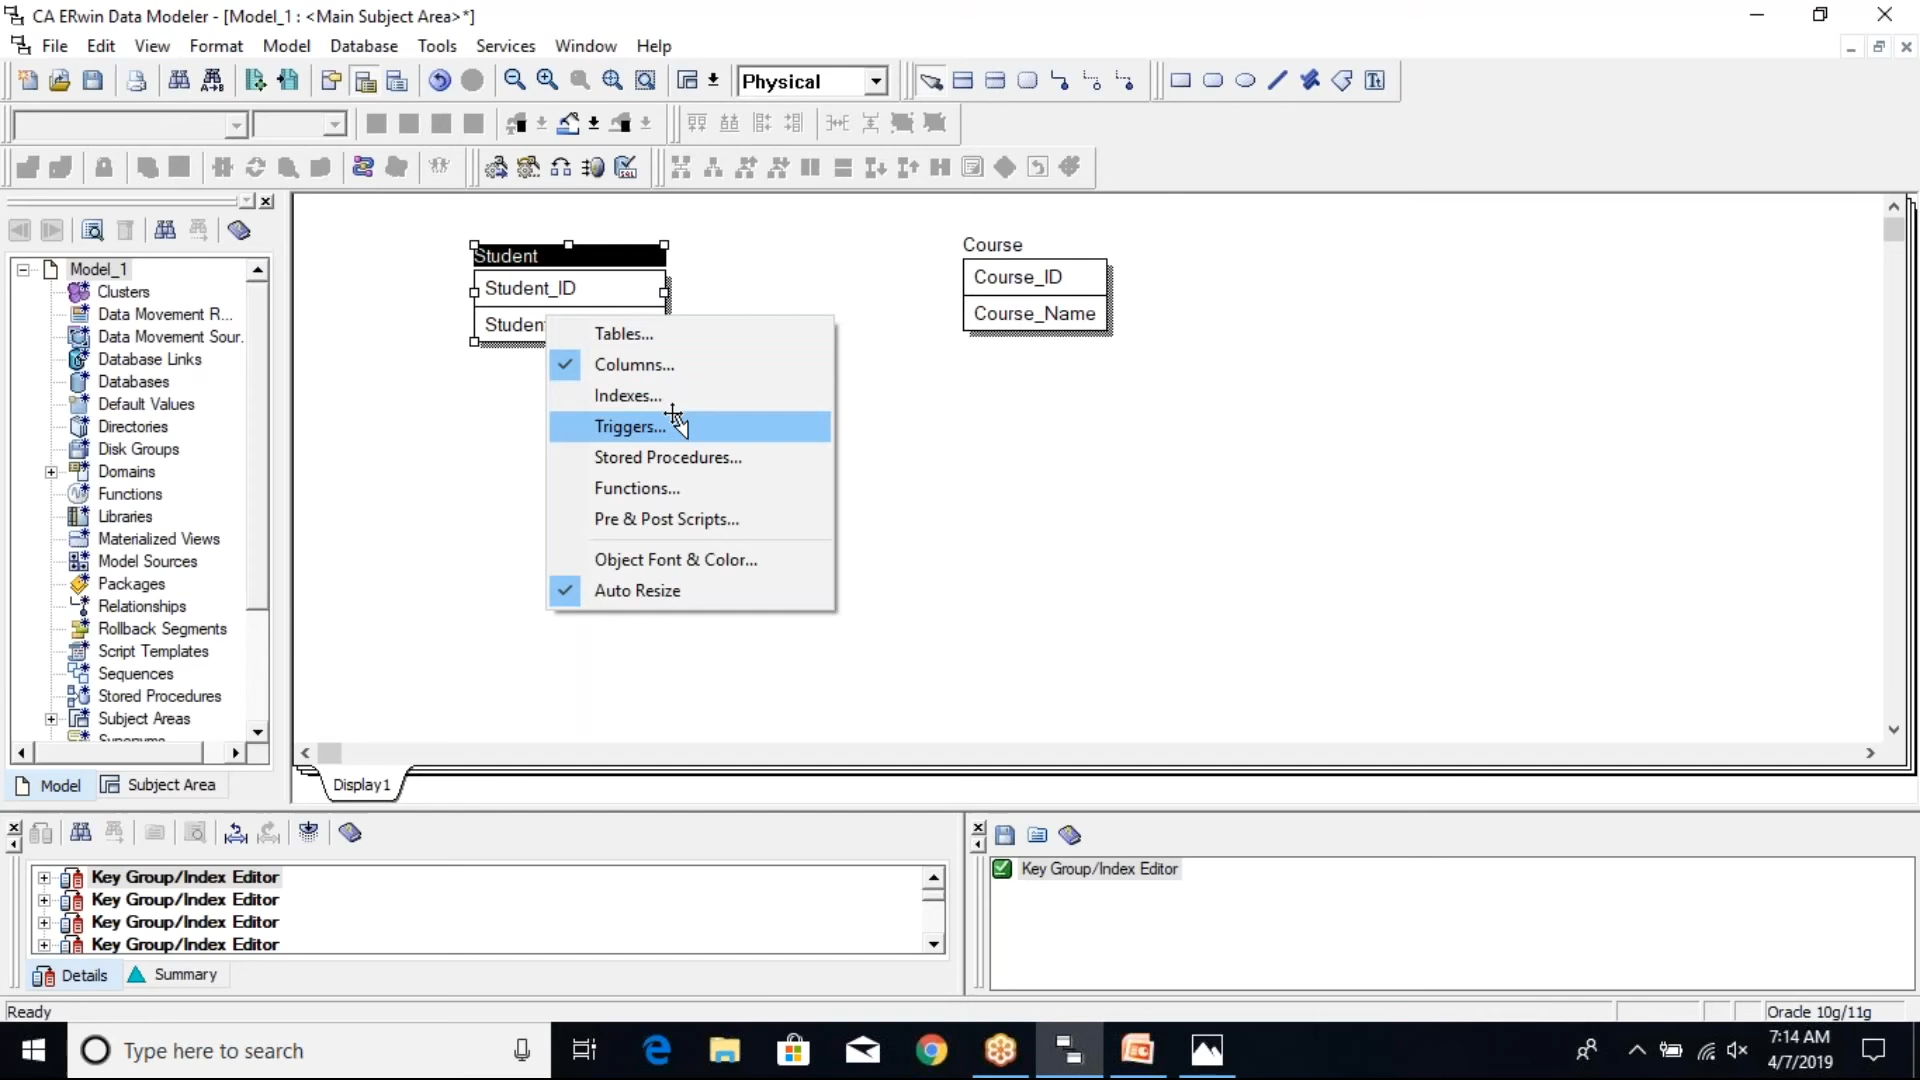 CA ERwin Data Modeler - [Model_1 : <Main Subject Area>*]
File Edit View Format Model Database Tools Services Window Help
Physical
Model_1
Clusters
Data Movement R...
Data Movement Sour.
Database Links
Databases
Default Values
Directories
Disk Groups
Domains
Functions
Libraries
Materialized Views
Model Sources
Packages
Relationships
Rollback Segments
Script Templates
Sequences
Stored Procedures
Subject Areas
Synonyms
Model Subject Area
Student
Student_ID
Student
Course
Course_ID
Course_Name
Tables...
Columns...
Indexes...
Triggers...
Stored Procedures...
Functions...
Pre & Post Scripts...
Object Font & Color...
Auto Resize
Display1
Key Group/Index Editor
Key Group/Index Editor
Key Group/Index Editor
Key Group/Index Editor
Details Summary
Key Group/Index Editor
Ready
Oracle 10g/11g
Type here to search
7:14 AM
4/7/2019